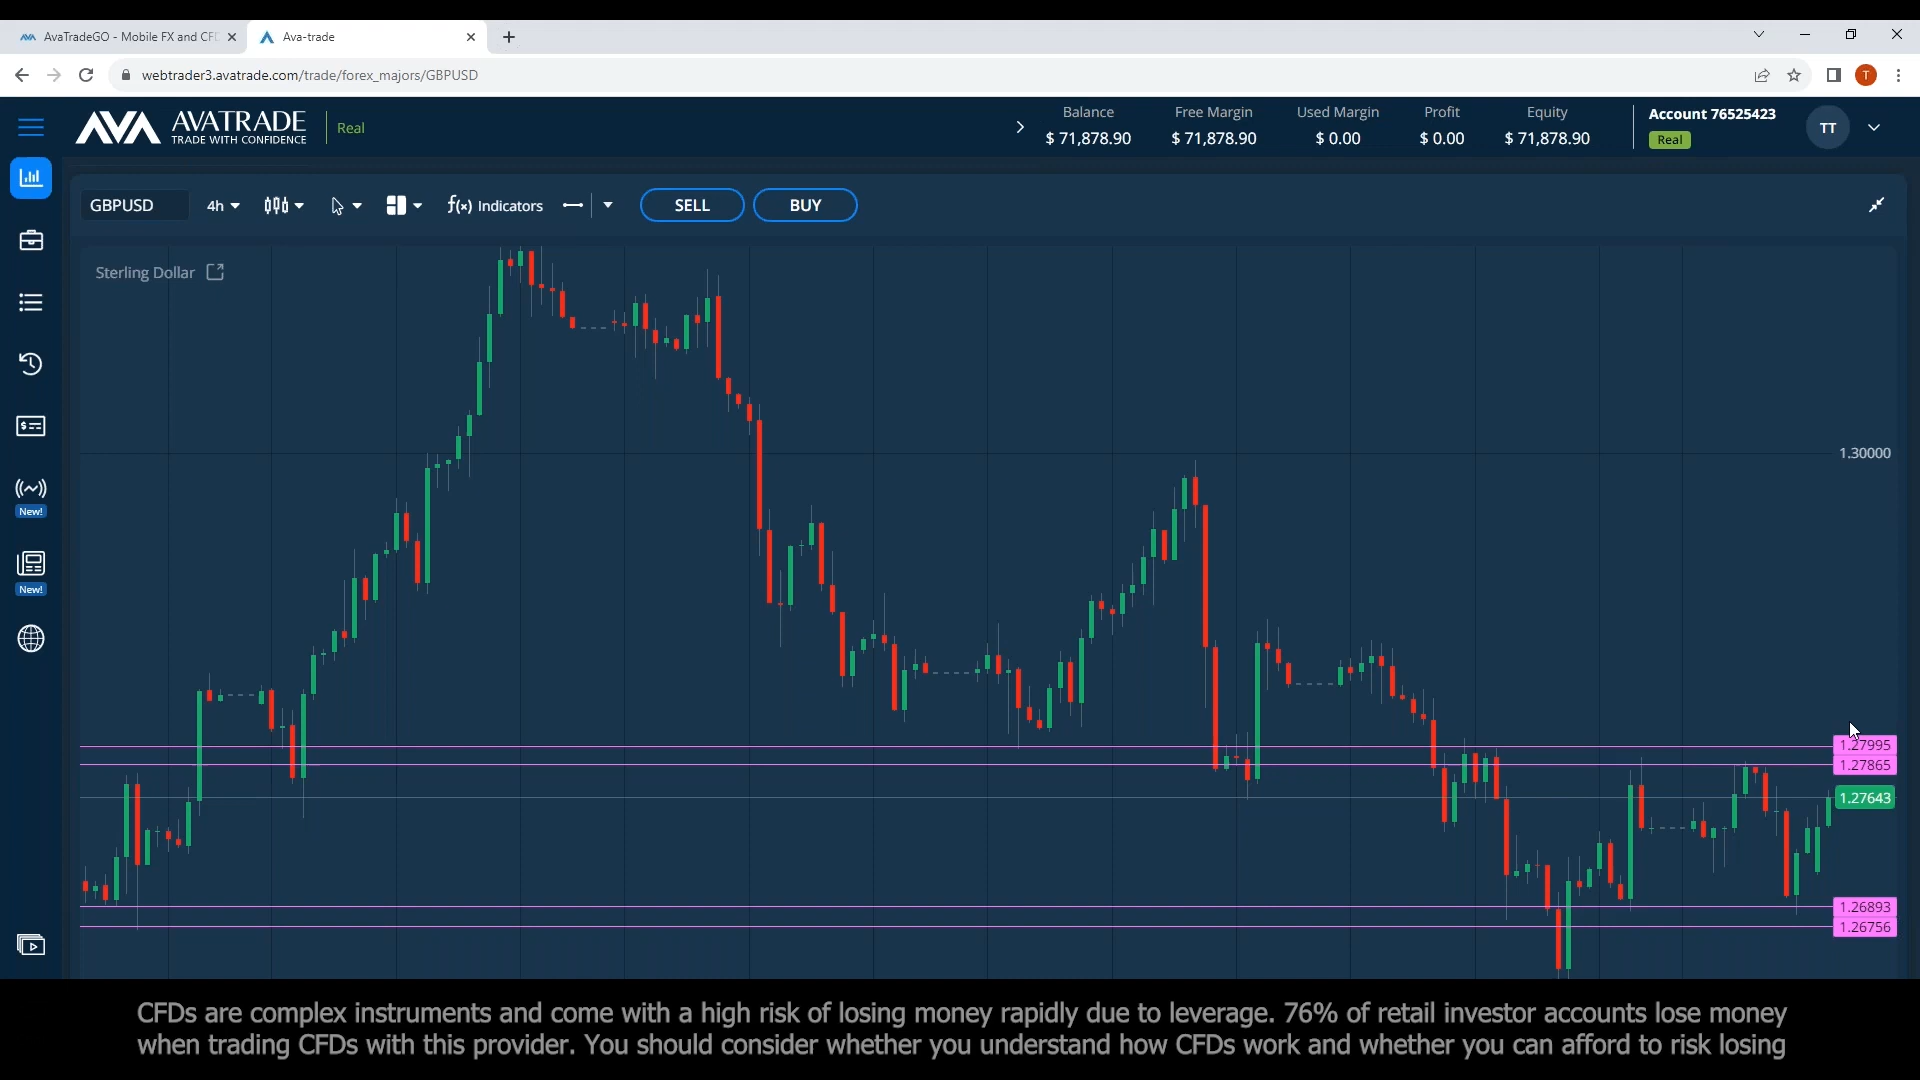 AvaTradeGO - Mobile FX and CF
Ava-trade
webtrader3.avatrade.com/trade/forex_majors/GBPUSD
T
AVA AVATRADE
TRADE WITH CONFIDENCE
Real
Balance
$ 71,878.90
Free Margin
$ 71,878.90
Used Margin
$ 0.00
Profit
$ 0.00
Equity
$ 71,878.90
Account 76525423
Real
TT
GBPUSD
4h
f(x) Indicators
SELL
BUY
Sterling Dollar
New!
New!
1.30000
1.27995
1.27865
1.27643
1.26893
1.26756
CFDs are complex instruments and come with a high risk of losing money rapidly due to leverage. 76% of retail investor accounts lose money
when trading CFDs with this provider. You should consider whether you understand how CFDs work and whether you can afford to risk losing